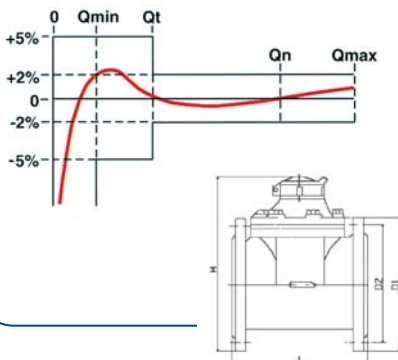 0 Qmin Qt
+5%
+2% Qn Qmax
0
-2%
-5%
H
D2
D1
L